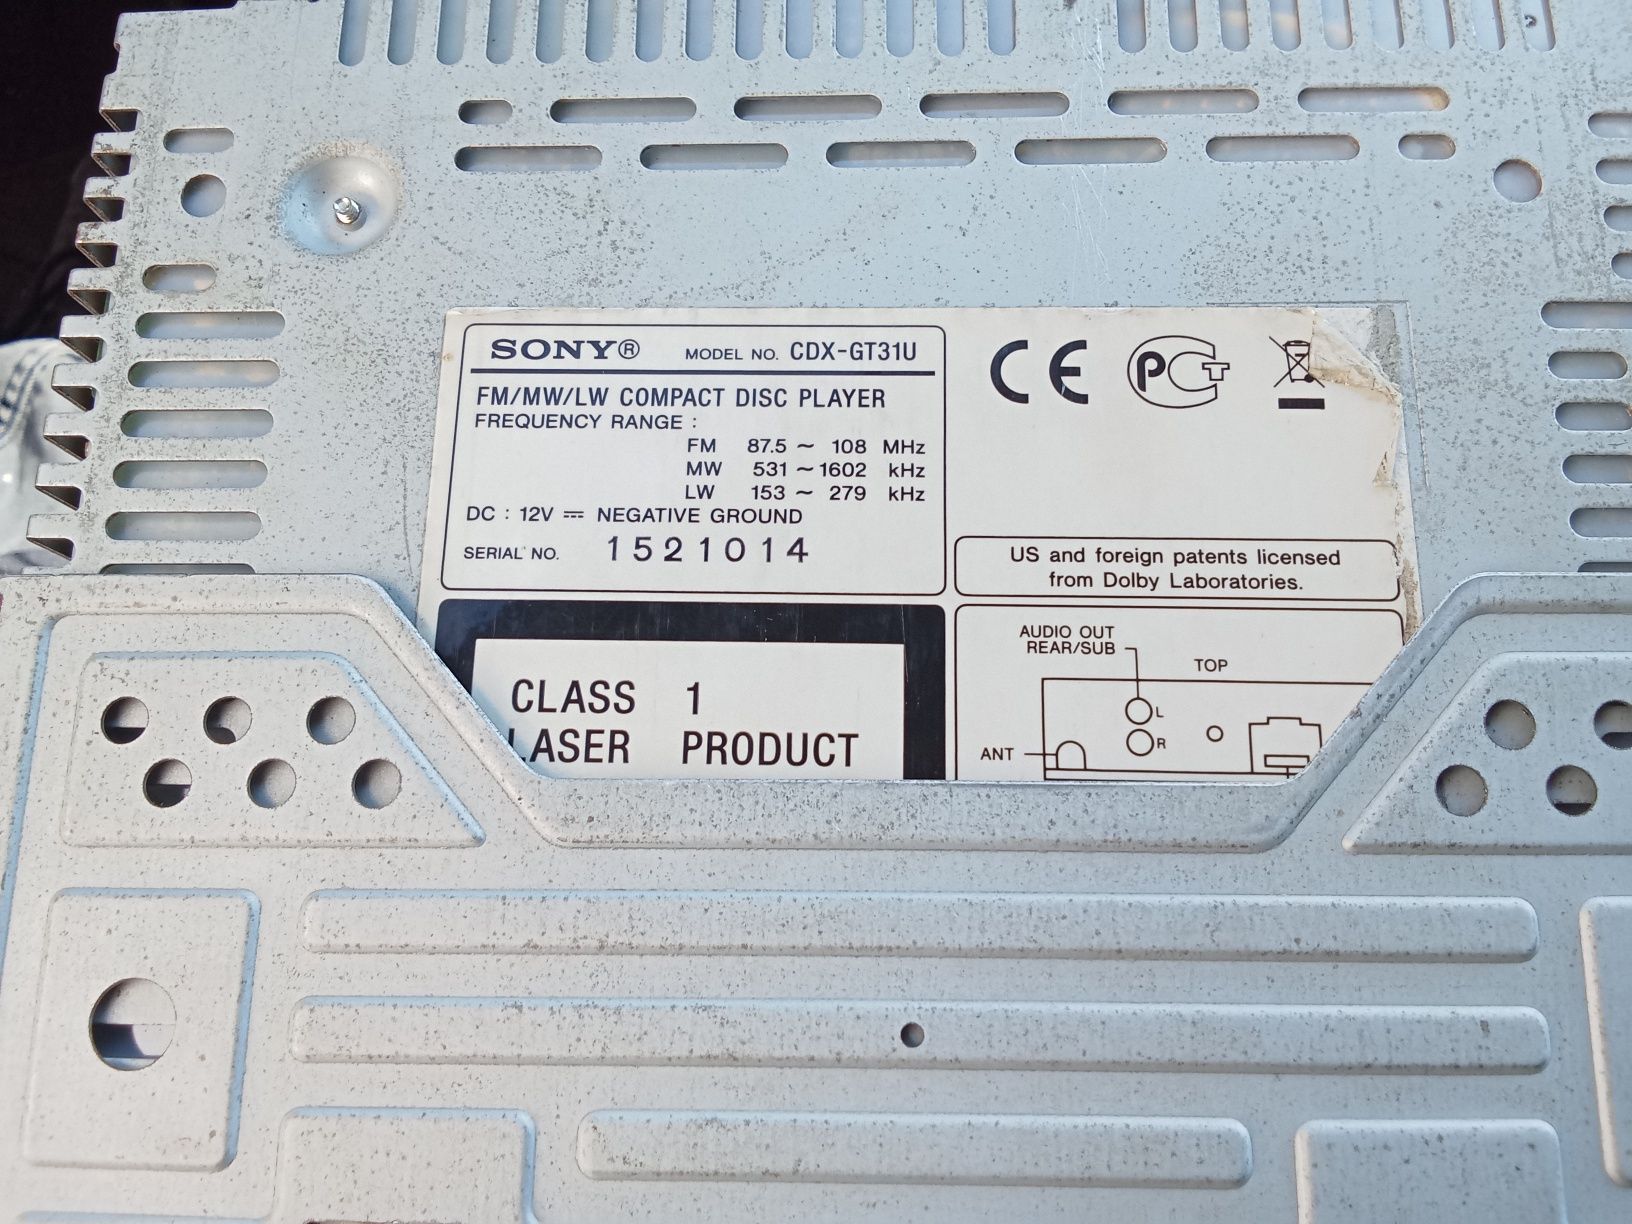 SONY® MODEL NO. CDX-GT31U
FM/MW/LW COMPACT DISC PLAYER
FREQUENCY RANGE :
FM 87.5 ~ 108 MHz
MW 531 ~ 1602 kHz
LW 153 ~ 279 kHz
DC : 12V ⎓ NEGATIVE GROUND
SERIAL NO. 1521014
CE PCT
US and foreign patents licensed
from Dolby Laboratories.
CLASS 1
LASER PRODUCT
AUDIO OUT
REAR/SUB
TOP
L
R
ANT